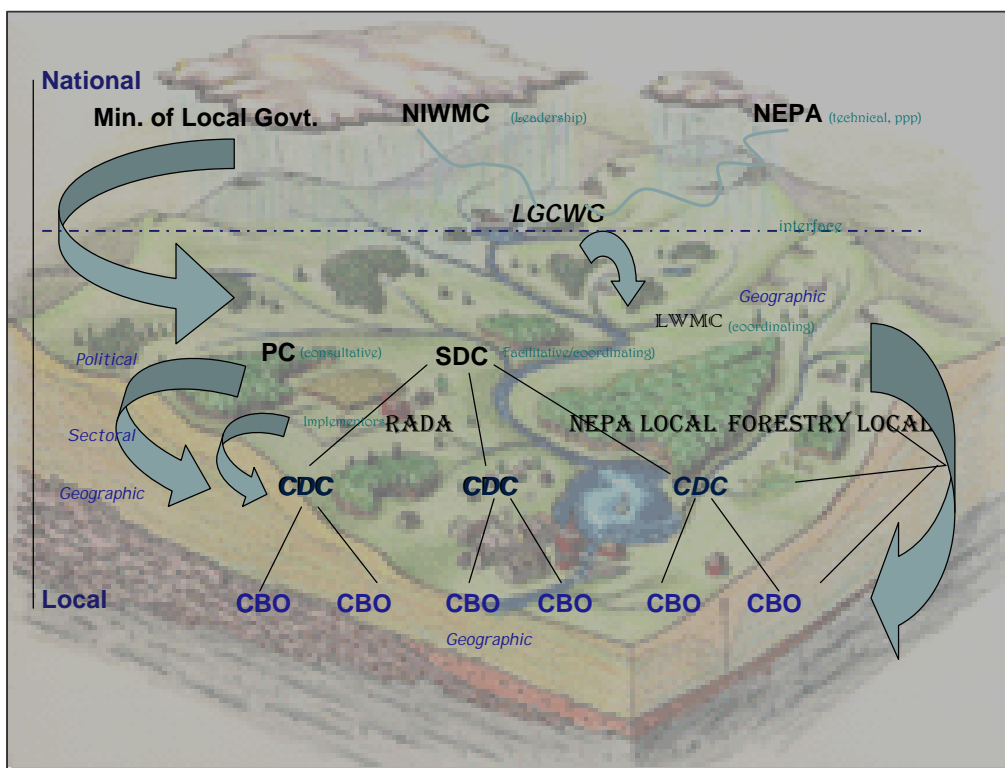 National
Min. of Local Govt. NIWMC (Leadership) NEPA (technical, ppp)
LGCWC
interface
Geographic
LWMC (coordinating)
Political PC (consultative) SDC Facilitative/coordinating)
Sectoral Implementors RADA NEPA LOCAL FORESTRY LOCAL
Geographic CDC CDC CDC
Local CBO CBO CBO CBO CBO CBO
Geographic